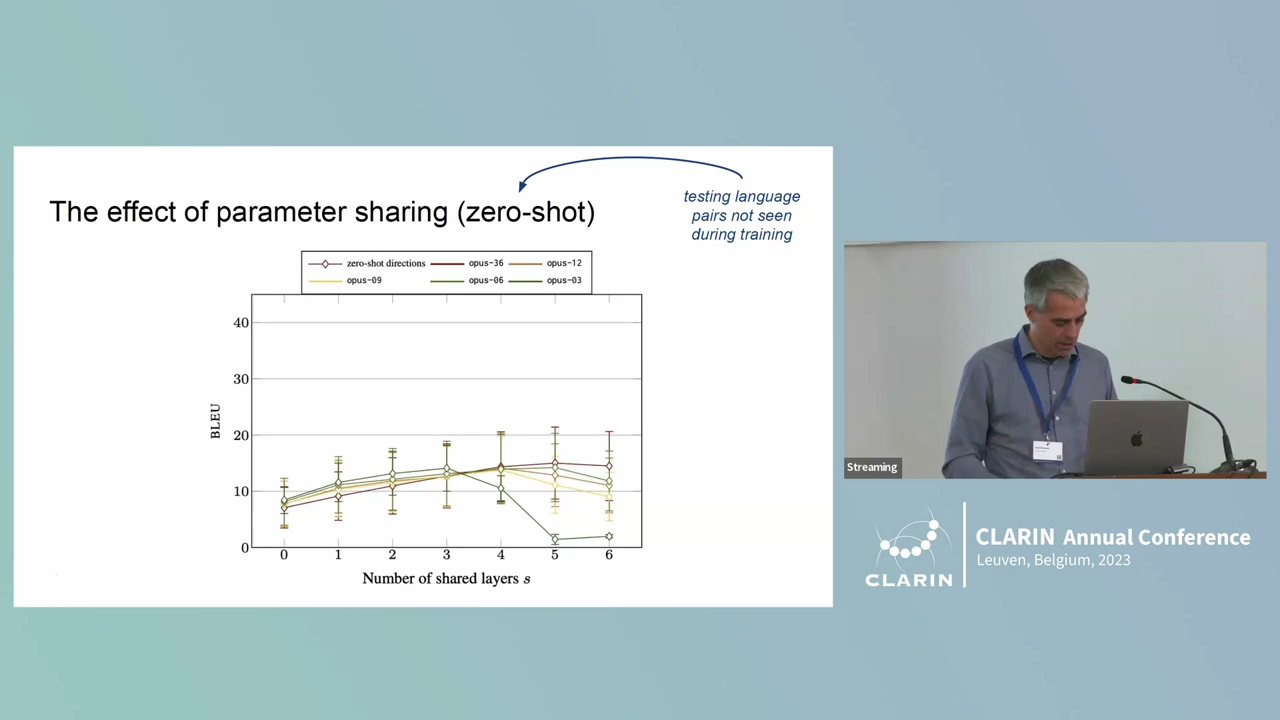 The effect of parameter sharing (zero-shot)
testing language
pairs not seen
during training
zero-shot directions opus-36 opus-12
opus-09 opus-06 opus-03
40
30
20
10
0
BLEU
0 1 2 3 4 5 6
Number of shared layers s
Streaming
CLARIN
CLARIN Annual Conference
Leuven, Belgium, 2023